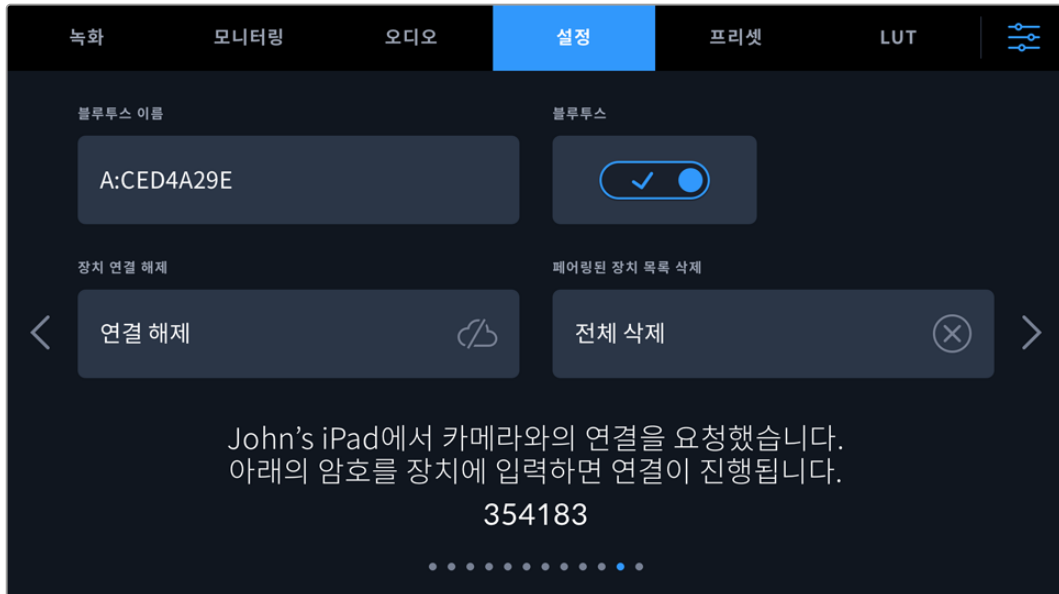 녹화 모니터링 오디오 설정 프리셋 LUT
블루투스 이름 블루투스
A:CED4A29E
장치 연결 해제 페어링된 장치 목록 삭제
연결 해제 전체 삭제
John’s iPad에서 카메라와의 연결을 요청했습니다.
아래의 암호를 장치에 입력하면 연결이 진행됩니다.
354183